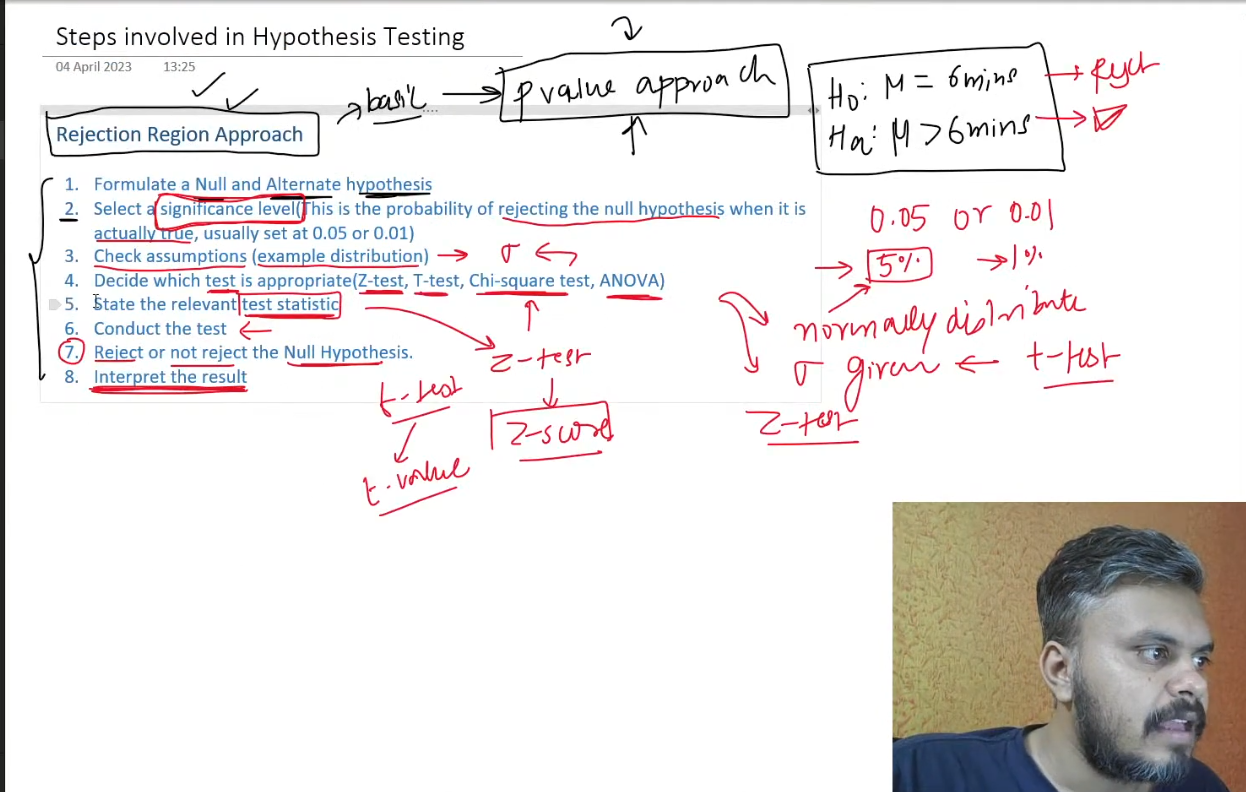 Steps involved in Hypothesis Testing
04 April 2023 13:25
basic
p value approach
H0: M = 6mins
Reject
Ha: M > 6mins
Rejection Region Approach
1. Formulate a Null and Alternate hypothesis
2. Select a significance level(This is the probability of rejecting the null hypothesis when it is
actually true, usually set at 0.05 or 0.01)
0.05 or 0.01
3. Check assumptions (example distribution)
σ
5%
1%
4. Decide which test is appropriate(Z-test, T-test, Chi-square test, ANOVA)
5. State the relevant test statistic
normally distribute
6. Conduct the test
7. Reject or not reject the Null Hypothesis.
Z-test
σ given
t-test
8. Interpret the result
t-test
Z-score
Z-test
t-value